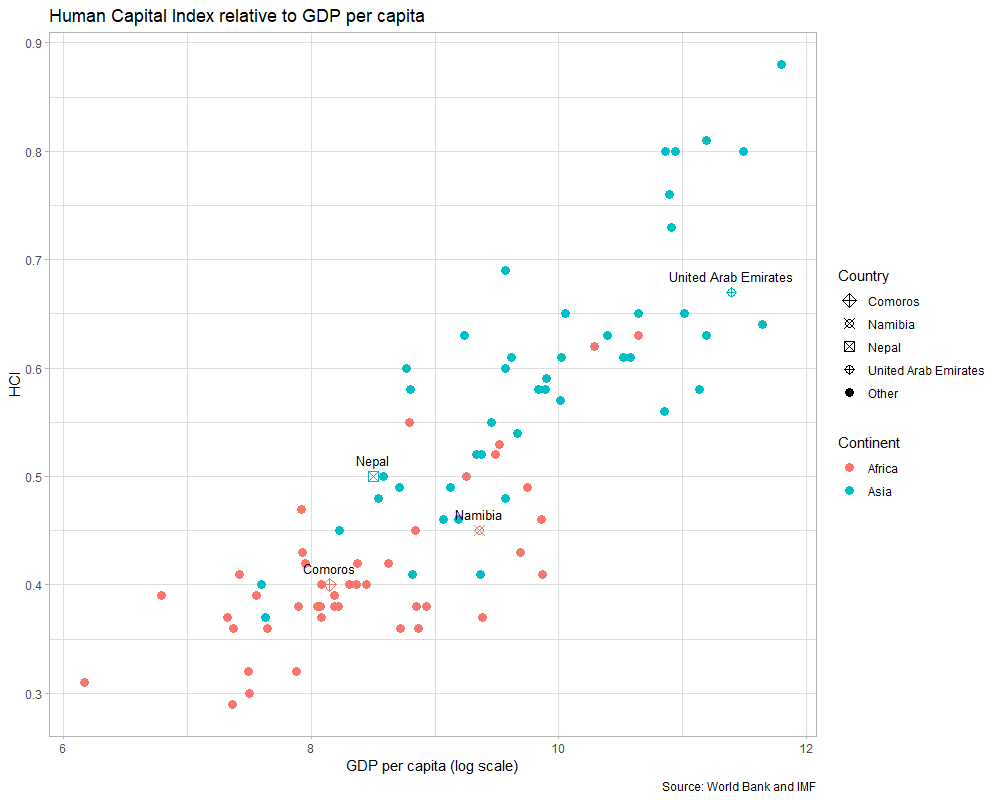 Human Capital Index relative to GDP per capita
0.9
0.8
0.7
0.6
0.5
0.4
0.3
HCI
United Arab Emirates
Nepal
Namibia
Comoros
6
8
10
12
GDP per capita (log scale)
Source: World Bank and IMF
Country
Comoros
Namibia
Nepal
United Arab Emirates
Other
Continent
Africa
Asia